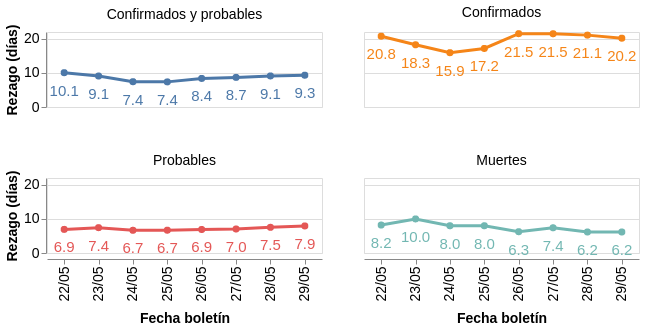 Confirmados y probables
Rezago (días)
20
10
0
10.1 9.1 7.4 7.4 8.4 8.7 9.1 9.3
Confirmados
20.8 18.3 15.9 17.2 21.5 21.5 21.1 20.2
Probables
Rezago (días)
20
10
0
6.9 7.4 6.7 6.7 6.9 7.0 7.5 7.9
22/05 23/05 24/05 25/05 26/05 27/05 28/05 29/05
Fecha boletín
Muertes
8.2 10.0 8.0 8.0 6.3 7.4 6.2 6.2
22/05 23/05 24/05 25/05 26/05 27/05 28/05 29/05
Fecha boletín